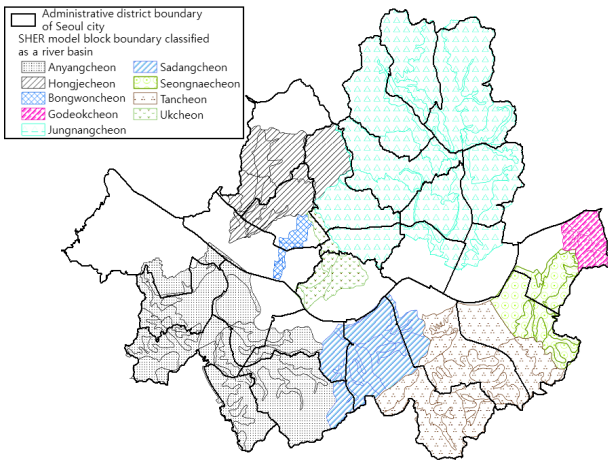 Administrative district boundary
of Seoul city
SHER model block boundary classified
as a river basin
Anyangcheon
Sadangcheon
Hongjecheon
Seongnaecheon
Bongwoncheon
Tancheon
Godeokcheon
Ukcheon
Jungnangcheon